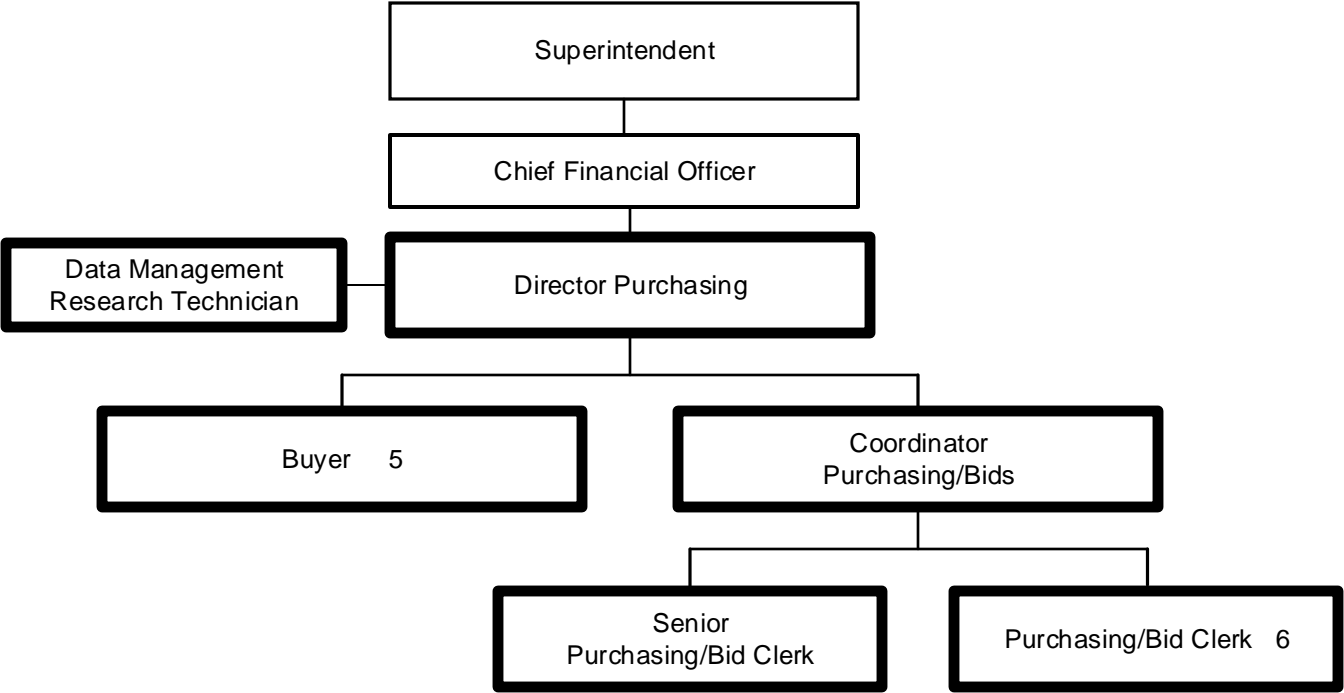 Superintendent
Chief Financial Officer
Data Management
Research Technician
Director Purchasing
Buyer 5
Coordinator
Purchasing/Bids
Senior
Purchasing/Bid Clerk
Purchasing/Bid Clerk 6